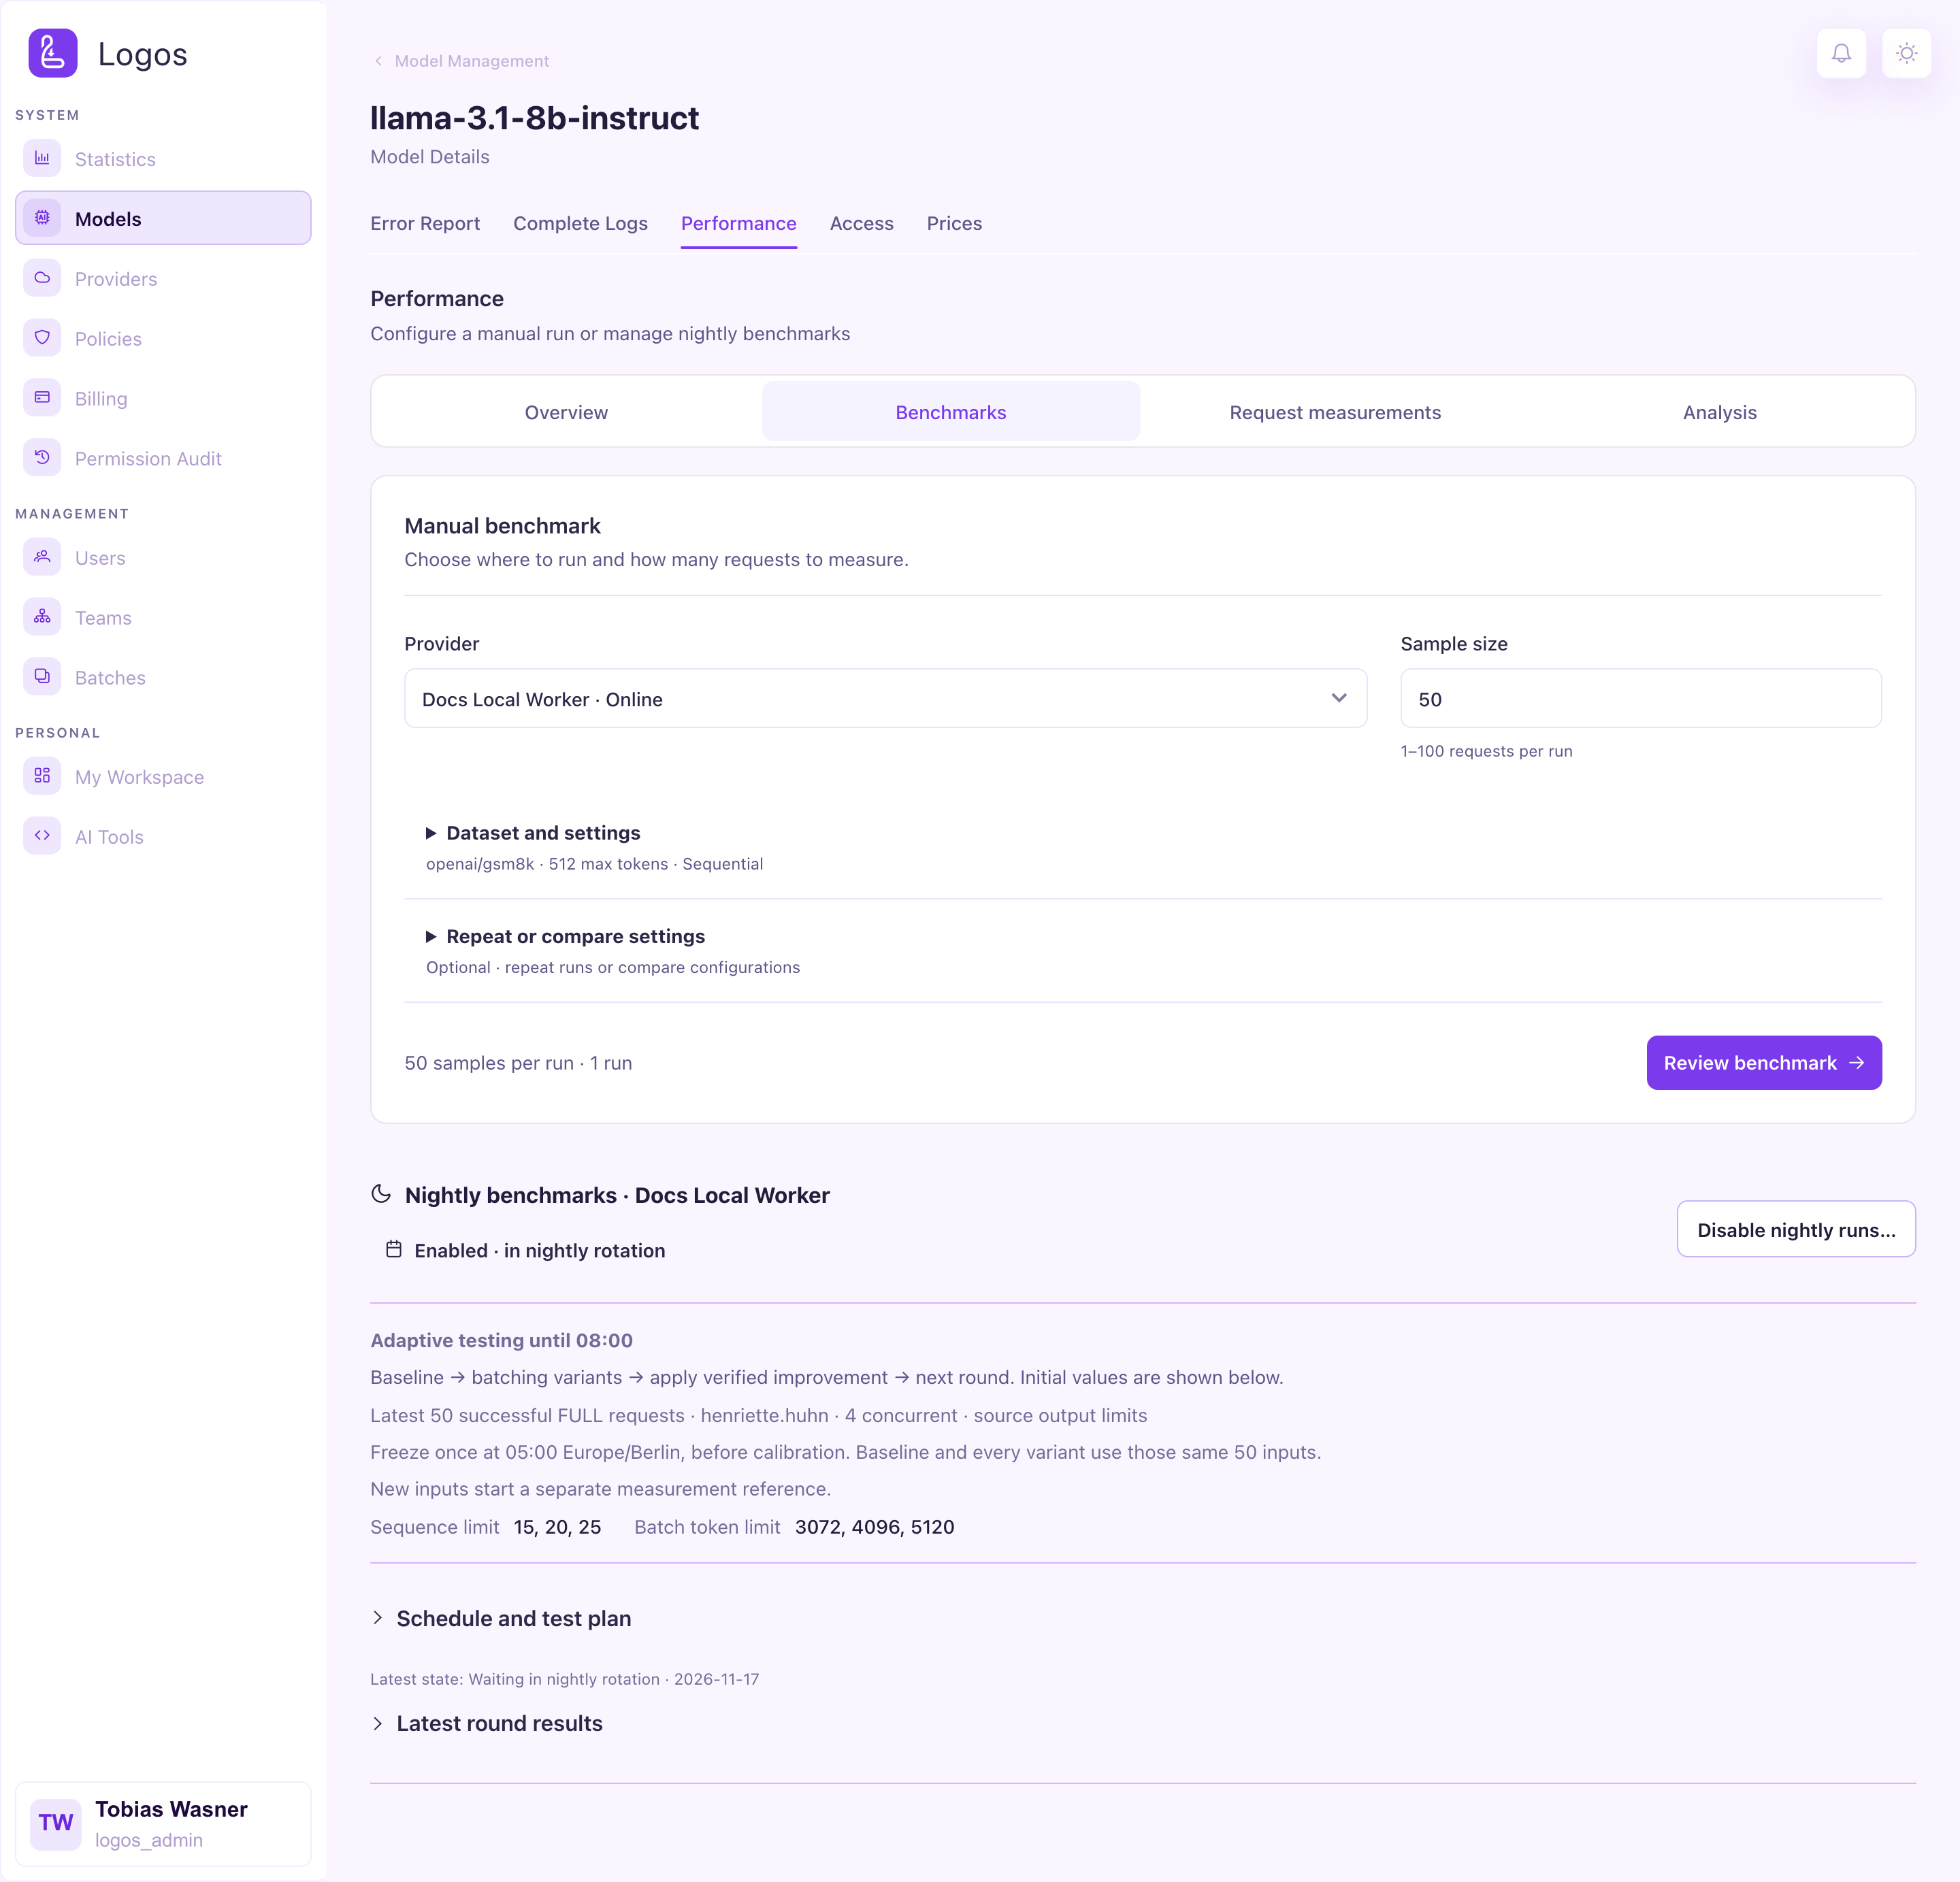 Logos
SYSTEM
Statistics
Models
Providers
Policies
Billing
Permission Audit
MANAGEMENT
Users
Teams
Batches
PERSONAL
My Workspace
AI Tools
TW
Tobias Wasner
logos_admin
Model Management
llama-3.1-8b-instruct
Model Details
Error Report Complete Logs Performance Access Prices
Performance
Configure a manual run or manage nightly benchmarks
Overview Benchmarks Request measurements Analysis
Manual benchmark
Choose where to run and how many requests to measure.
Provider Sample size
Docs Local Worker · Online 50
1–100 requests per run
Dataset and settings
openai/gsm8k · 512 max tokens · Sequential
Repeat or compare settings
Optional · repeat runs or compare configurations
50 samples per run · 1 run Review benchmark →
Nightly benchmarks · Docs Local Worker
Enabled · in nightly rotation
Disable nightly runs...
Adaptive testing until 08:00
Baseline → batching variants → apply verified improvement → next round. Initial values are shown below.
Latest 50 successful FULL requests · henriette.huhn · 4 concurrent · source output limits
Freeze once at 05:00 Europe/Berlin, before calibration. Baseline and every variant use those same 50 inputs.
New inputs start a separate measurement reference.
Sequence limit 15, 20, 25 Batch token limit 3072, 4096, 5120
Schedule and test plan
Latest state: Waiting in nightly rotation · 2026-11-17
Latest round results